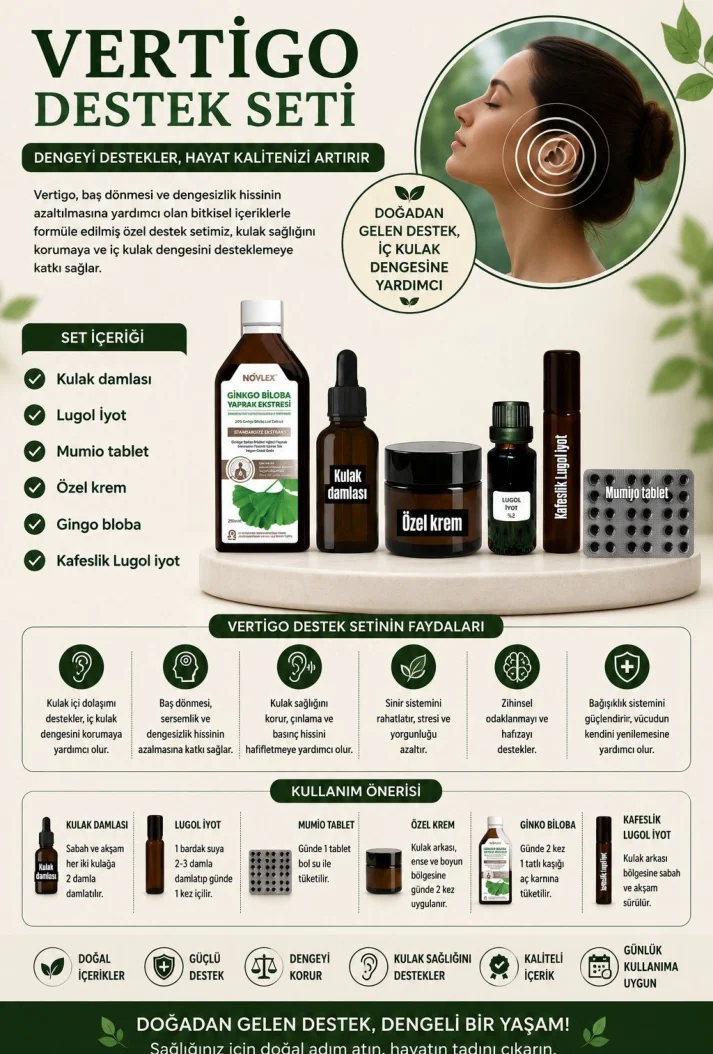 VERTİGO
DESTEK SETİ
DENGEYİ DESTEKLER, HAYAT KALİTENİZİ ARTIRIR
Vertigo, baş dönmesi ve dengesizlik hissinin
azaltılmasına yardımcı olan bitkisel içeriklerle
formüle edilmiş özel destek setimiz, kulak sağlığını
korumaya ve iç kulak dengesini desteklemeye
katkı sağlar.
DOĞADAN
GELEN DESTEK,
İÇ KULAK
DENGESİNE
YARDIMCI
SET İÇERİĞİ
Kulak damlası
Lugol İyot
Mumio tablet
Özel krem
Gingo bloba
Kafeslik Lugol iyot
NOVLEX
GİNKGO BİLOBA
YAPRAK EKSTRESİ
STANDARDİZE EKSTRAKT
Kulak
damlası
Özel krem
LUGOL
İYOT
%2
Kafeslik Lugol iyot
Mumijo tablet
VERTİGO DESTEK SETİNİN FAYDALARI
Kulak içi dolaşımı
destekler, iç kulak
dengesini korumaya
yardımcı olur.
Baş dönmesi,
sersemlik ve
dengesizlik hissinin
azalmasına katkı sağlar.
Kulak sağlığını
korur, çınlama ve
basınç hissini
hafifletmeye yardımcı olur.
Sinir sistemini
rahatlatır, stresi ve
yorgunluğu
azaltır.
Zihinsel
odaklanmayı ve
hafızayı
destekler.
Bağışıklık sistemini
güçlendirir, vücudun
kendini yenilemesine
yardımcı olur.
KULLANIM ÖNERİSİ
KULAK DAMLASI
Sabah ve akşam
her iki kulağa
2 damla
damlatılır.
Kulak
damlası
LUGOL İYOT
1 bardak suya
2-3 damla
damlatıp günde
1 kez içilir.
MUMİO TABLET
Günde 1 tablet
bol su ile
tüketilir.
ÖZEL KREM
Kulak arkası,
ense ve boyun
bölgesine
günde 2 kez
uygulanır.
GİNKO BİLOBA
Günde 2 kez
1 tatlı kaşığı
aç karnına
tüketilir.
KAFESLİK
LUGOL İYOT
Kulak arkası
bölgesine sabah
ve akşam
sürülür.
DOĞAL
İÇERİKLER
GÜÇLÜ
DESTEK
DENGEYİ
KORUR
KULAK SAĞLIĞINI
DESTEKLER
KALİTELİ
İÇERİK
GÜNLÜK
KULLANIMA
UYGUN
DOĞADAN GELEN DESTEK, DENGELİ BİR YAŞAM!
Sağlığınız için doğal adım atın, hayatın tadını çıkarın.